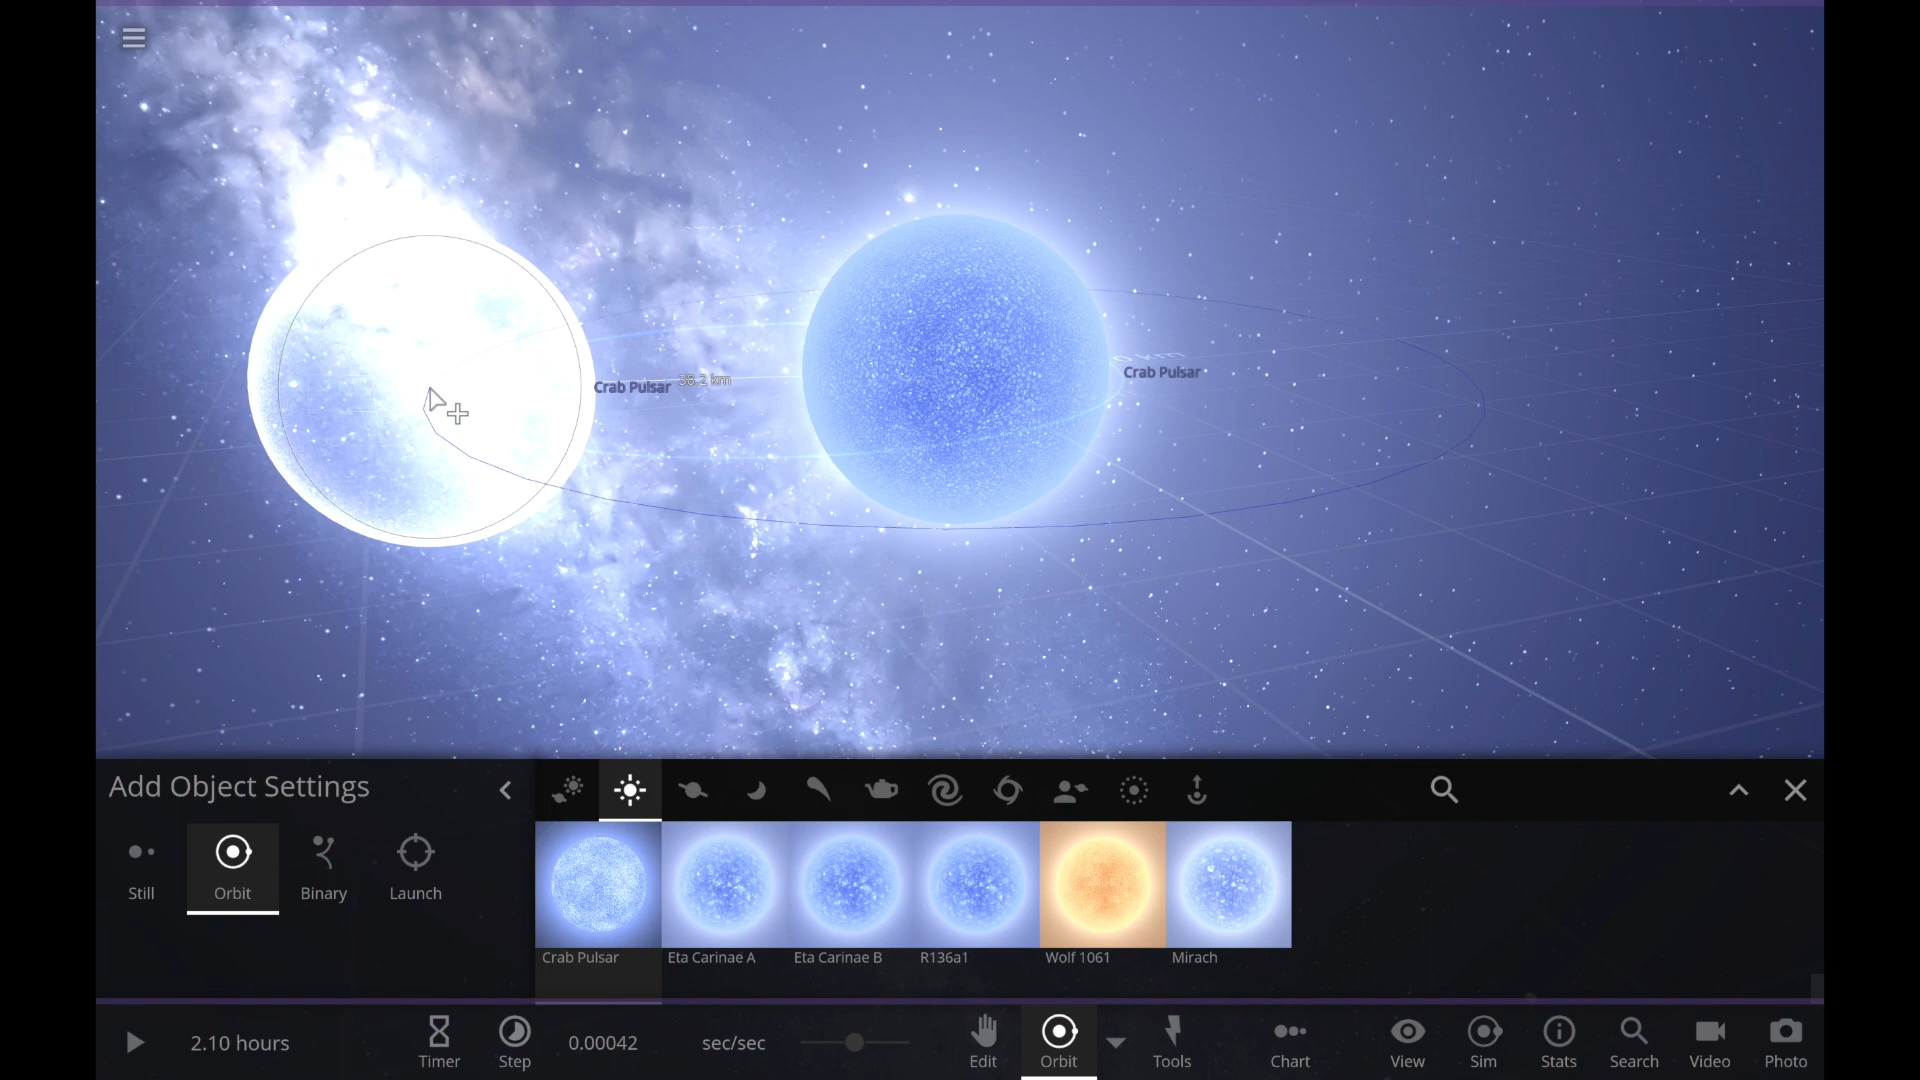 0 km
Crab Pulsar
38.2 km
Crab Pulsar
Add Object Settings
Still
Orbit
Binary
Launch
Crab Pulsar
Eta Carinae A
Eta Carinae B
R136a1
Wolf 1061
Mirach
2.10 hours
Timer
Step
0.00042
sec/sec
Edit
Orbit
Tools
Chart
View
Sim
Stats
Search
Video
Photo